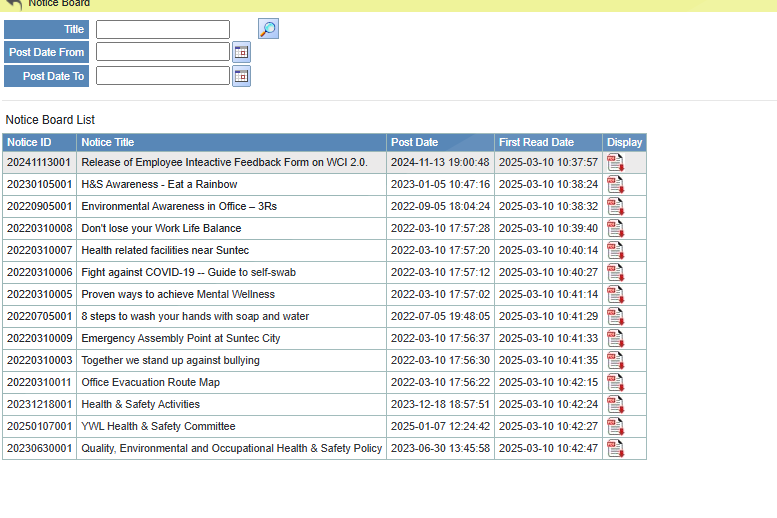 Notice Board
Title
Post Date From
Post Date To
Notice Board List
Notice ID Notice Title Post Date First Read Date Display
20241113001 Release of Employee Inteactive Feedback Form on WCI 2.0. 2024-11-13 19:00:48 2025-03-10 10:37:57
20230105001 H&S Awareness - Eat a Rainbow 2023-01-05 10:47:16 2025-03-10 10:38:24
20220905001 Environmental Awareness in Office – 3Rs 2022-09-05 18:04:24 2025-03-10 10:38:32
20220310008 Don't lose your Work Life Balance 2022-03-10 17:57:28 2025-03-10 10:39:40
20220310007 Health related facilities near Suntec 2022-03-10 17:57:20 2025-03-10 10:40:14
20220310006 Fight against COVID-19 -- Guide to self-swab 2022-03-10 17:57:12 2025-03-10 10:40:27
20220310005 Proven ways to achieve Mental Wellness 2022-03-10 17:57:02 2025-03-10 10:41:14
20220705001 8 steps to wash your hands with soap and water 2022-07-05 19:48:05 2025-03-10 10:41:29
20220310009 Emergency Assembly Point at Suntec City 2022-03-10 17:56:37 2025-03-10 10:41:33
20220310003 Together we stand up against bullying 2022-03-10 17:56:30 2025-03-10 10:41:35
20220310011 Office Evacuation Route Map 2022-03-10 17:56:22 2025-03-10 10:42:15
20231218001 Health & Safety Activities 2023-12-18 18:57:51 2025-03-10 10:42:24
20250107001 YWL Health & Safety Committee 2025-01-07 12:24:42 2025-03-10 10:42:27
20230630001 Quality, Environmental and Occupational Health & Safety Policy 2023-06-30 13:45:58 2025-03-10 10:42:47